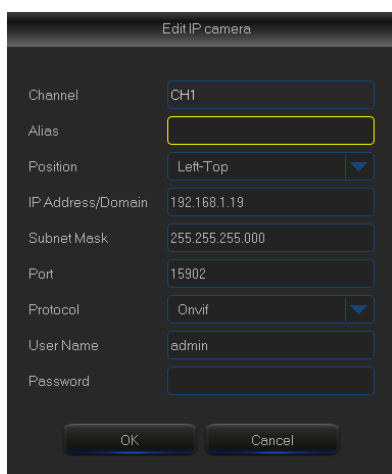 Edit IP camera
Channel CH1
Alias
Position Left-Top
IP Address/Domain 192.168.1.19
Subnet Mask 255.255.255.000
Port 15902
Protocol Onvif
User Name admin
Password
OK Cancel